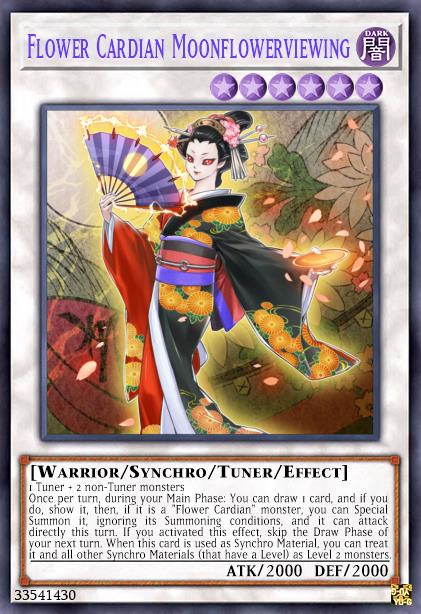 FLOWER CARDIAN MOONFLOWERVIEWING
DARK
闇
[WARRIOR/SYNCHRO/TUNER/EFFECT]
1 Tuner + 2 non-Tuner monsters
Once per turn, during your Main Phase: You can draw 1 card, and if you
do, show it, then, if it is a "Flower Cardian" monster, you can Special
Summon it, ignoring its Summoning conditions, and it can attack
directly this turn. If you activated this effect, skip the Draw Phase of
your next turn. When this card is used as Synchro Material, you can treat
it and all other Synchro Materials (that have a Level) as Level 2 monsters.
ATK/2000 DEF/2000
33541430